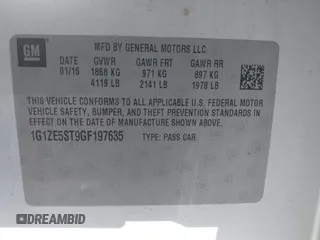 GM
MFD BY GENERAL MOTORS LLC
DATE GVWR GAWR FRT GAWR RR
01/16 1868 KG 971 KG 897 KG
4119 LB 2141 LB 1978 LB
THIS VEHICLE CONFORMS TO ALL APPLICABLE U.S. FEDERAL MOTOR
VEHICLE SAFETY, BUMPER, AND THEFT PREVENTION STANDARDS
IN EFFECT ON THE DATE OF MANUFACTURE SHOWN ABOVE.
1G1ZE5ST9GF197635 TYPE: PASS CAR
AUTOBIDCAR